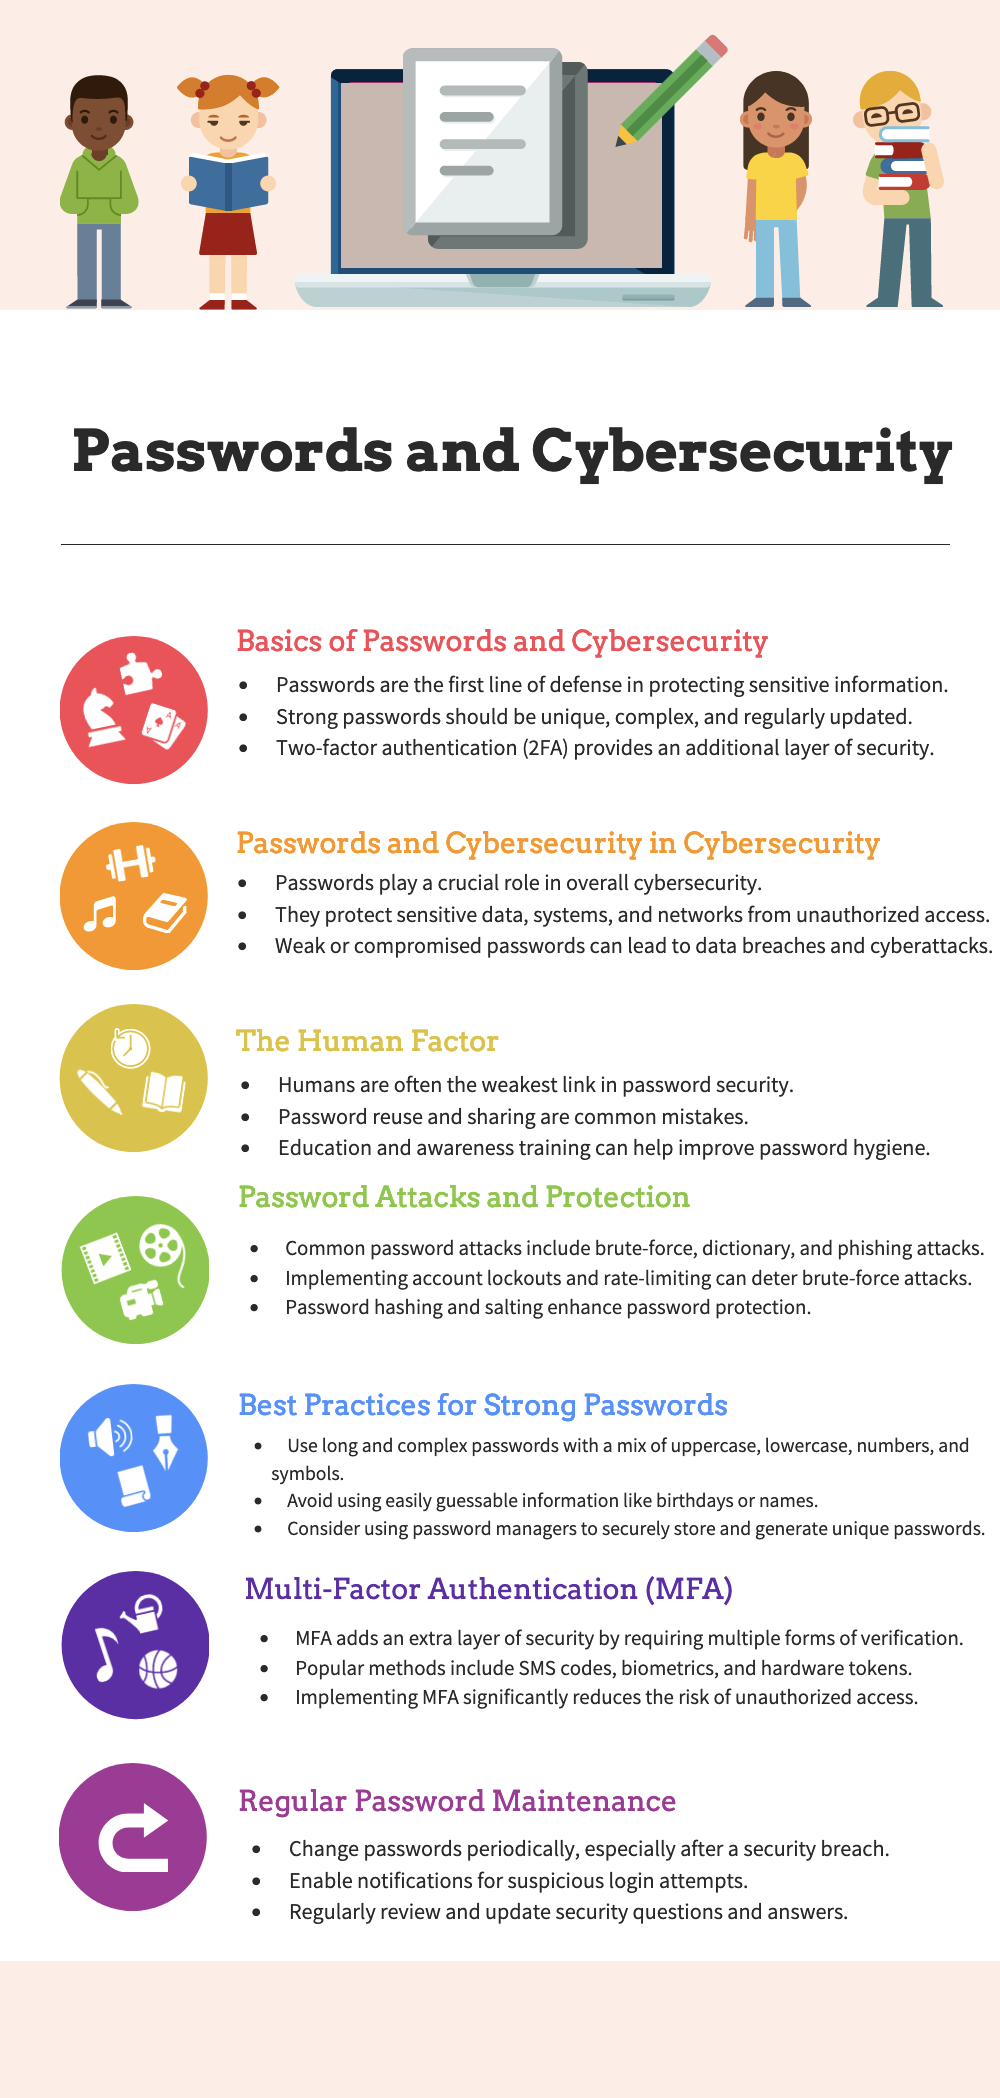 Passwords and Cybersecurity
Basics of Passwords and Cybersecurity
• Passwords are the first line of defense in protecting sensitive information.
• Strong passwords should be unique, complex, and regularly updated.
• Two-factor authentication (2FA) provides an additional layer of security.
Passwords and Cybersecurity in Cybersecurity
• Passwords play a crucial role in overall cybersecurity.
• They protect sensitive data, systems, and networks from unauthorized access.
• Weak or compromised passwords can lead to data breaches and cyberattacks.
The Human Factor
• Humans are often the weakest link in password security.
• Password reuse and sharing are common mistakes.
• Education and awareness training can help improve password hygiene.
Password Attacks and Protection
• Common password attacks include brute-force, dictionary, and phishing attacks.
• Implementing account lockouts and rate-limiting can deter brute-force attacks.
• Password hashing and salting enhance password protection.
Best Practices for Strong Passwords
• Use long and complex passwords with a mix of uppercase, lowercase, numbers, and
symbols.
• Avoid using easily guessable information like birthdays or names.
• Consider using password managers to securely store and generate unique passwords.
Multi-Factor Authentication (MFA)
• MFA adds an extra layer of security by requiring multiple forms of verification.
• Popular methods include SMS codes, biometrics, and hardware tokens.
• Implementing MFA significantly reduces the risk of unauthorized access.
Regular Password Maintenance
• Change passwords periodically, especially after a security breach.
• Enable notifications for suspicious login attempts.
• Regularly review and update security questions and answers.